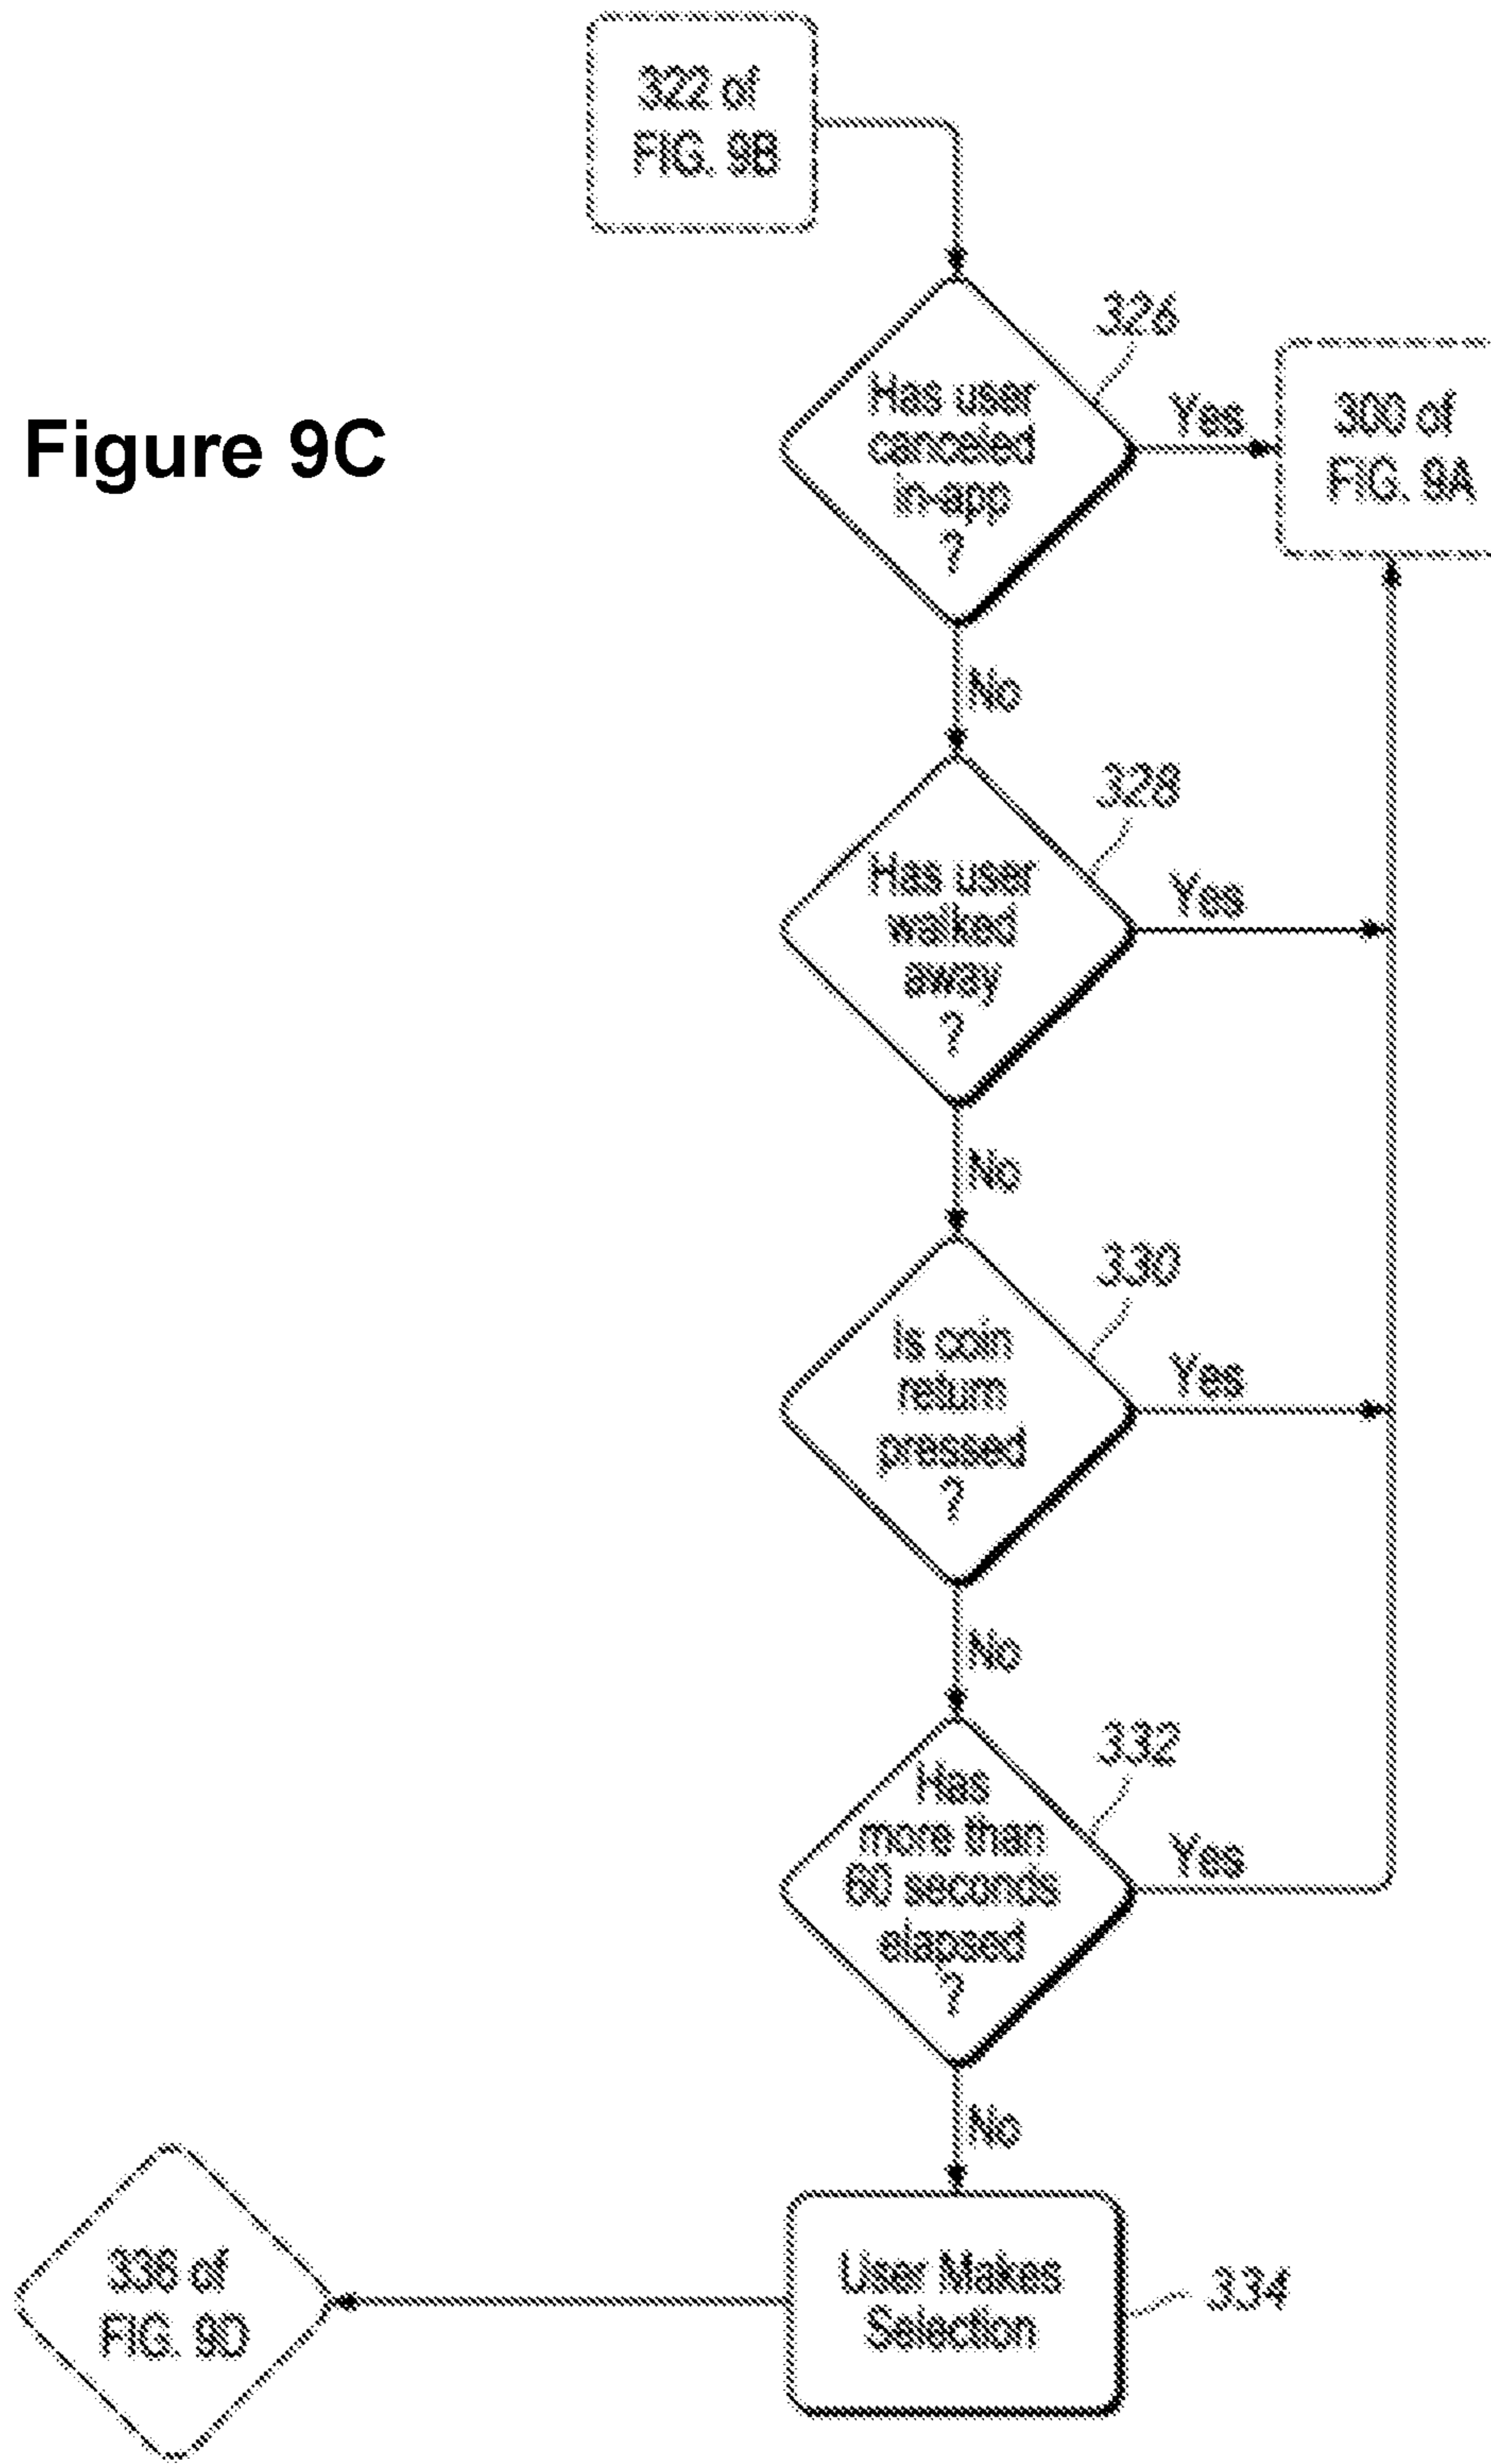 322 of
FIG. 9B
326
Has user
canceled
in-app
?
Yes
300 of
FIG. 9A
Figure 9C
No
328
Has user
walked
away
?
Yes
No
330
Is coin
return
pressed
?
Yes
No
332
Has
more than
60 seconds
elapsed
?
Yes
No
336 of
FIG. 9D
User Makes
Selection
334